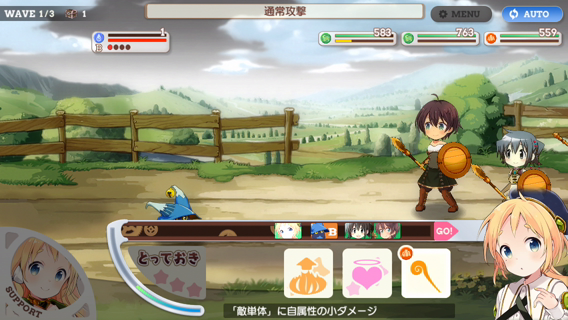 WAVE 1/3 1
通常攻撃
MENU
AUTO
1
583
763
559
B
GO!
とっておき
SUPPORT
「敵単体」に自属性の小ダメージ